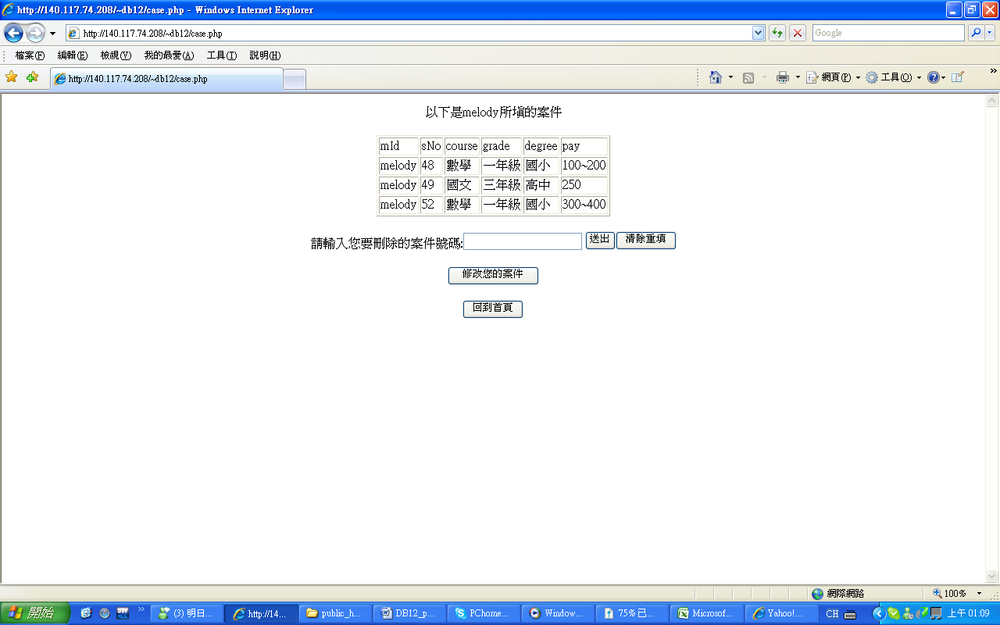 http://140.117.74.208/~db12/case.php - Windows Internet Explorer
http://140.117.74.208/~db12/case.php
Google
檔案(F) 編輯(E) 檢視(V) 我的最愛(A) 工具(T) 說明(H)
http://140.117.74.208/~db12/case.php
網頁(P) 工具(O) »
以下是melody所填的案件
mId sNo course grade degree pay
melody 48 數學 一年級 國小 100~200
melody 49 國文 三年級 高中 250
melody 52 數學 一年級 國小 300~400
請輸入您要刪除的案件號碼: 送出 清除重填
修改您的案件
回到首頁
網際網路 100%
開始 » (3) 明日... http://14... public_h... DB12_p... PChome... Window... 75% 已... Microsof... Yahoo!... CH 上午 01:09